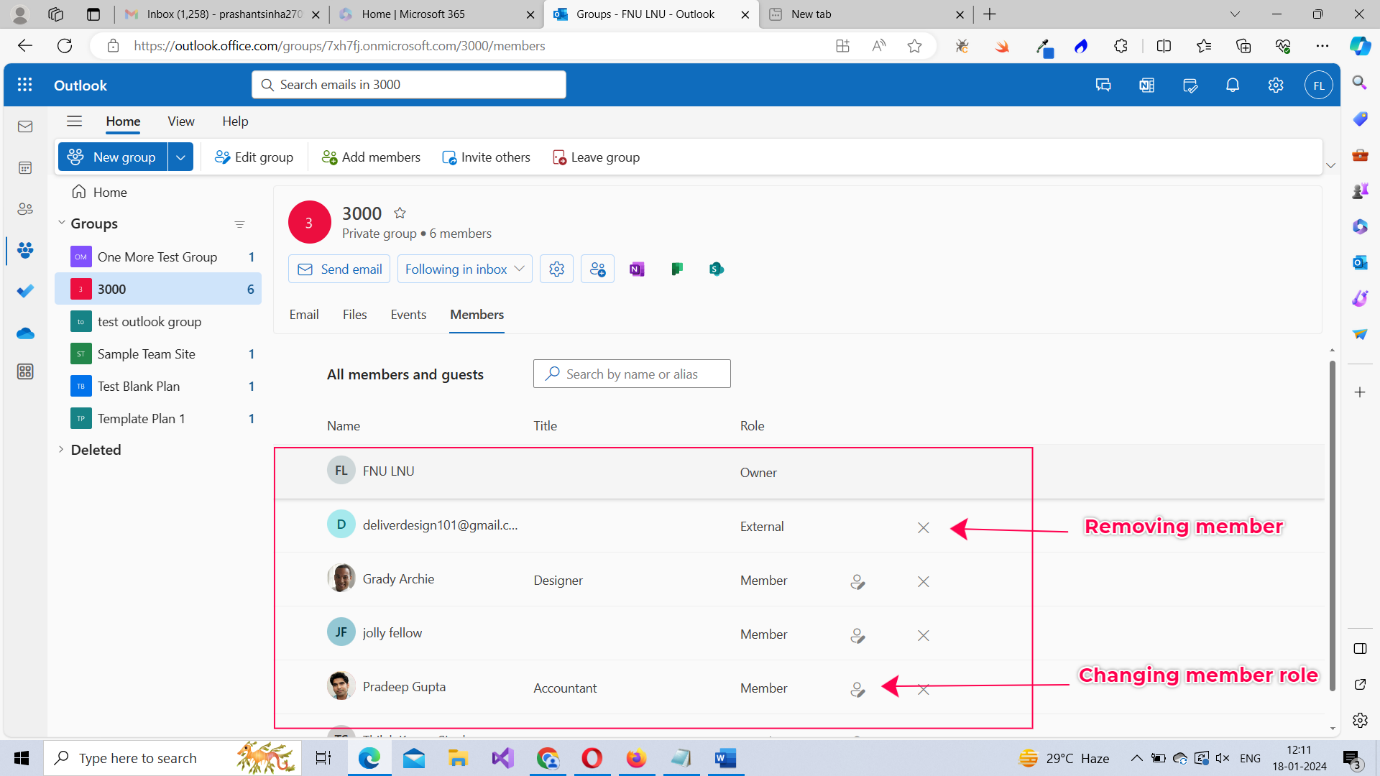 Inbox (1,258) - prashantsinha270
Home | Microsoft 365
Groups - FNU LNU - Outlook
New tab
https://outlook.office.com/groups/7xh7fj.onmicrosoft.com/3000/members
Outlook
Search emails in 3000
FL
Home View Help
New group
Edit group
Add members
Invite others
Leave group
Home
Groups
OM One More Test Group 1
3 3000 6
to test outlook group
ST Sample Team Site 1
TB Test Blank Plan 1
TP Template Plan 1 1
Deleted
3
3000
Private group • 6 members
Send email
Following in inbox
Email Files Events Members
All members and guests
Search by name or alias
Name Title Role
FL FNU LNU Owner
D deliverdesign101@gmail.c... External
Removing member
Grady Archie Designer Member
JF jolly fellow Member
Pradeep Gupta Accountant Member
Changing member role
Type here to search
29°C Haze
ENG
12:11
18-01-2024
3